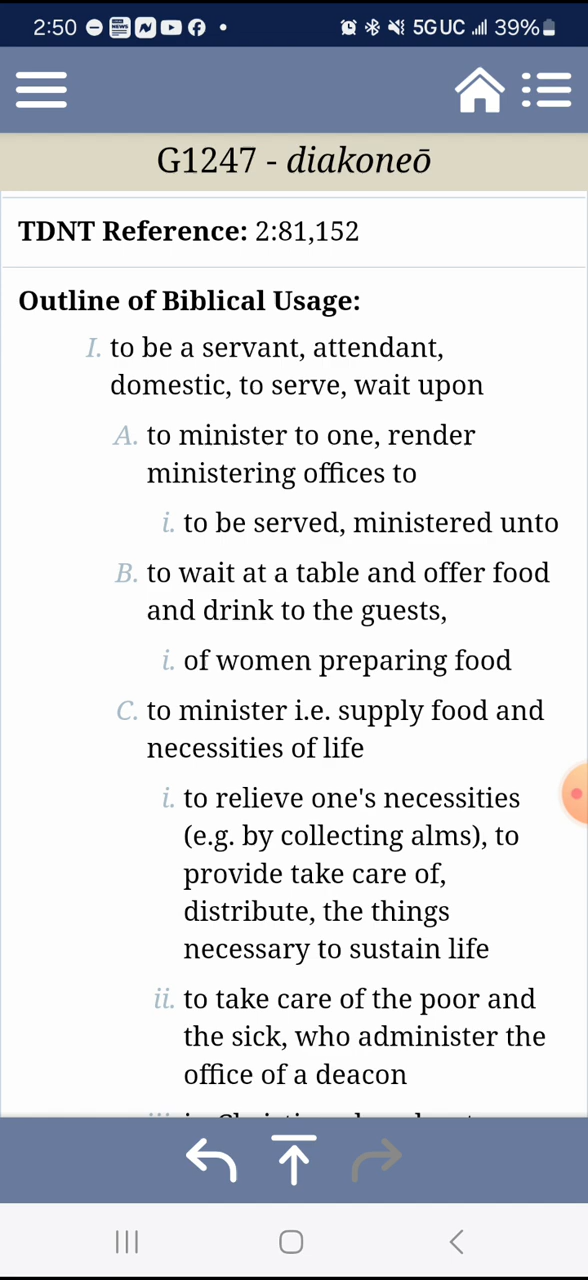 2:50
5G UC
39%
G1247 - diakoneō
TDNT Reference: 2:81,152
Outline of Biblical Usage:
I. to be a servant, attendant,
domestic, to serve, wait upon
A. to minister to one, render
ministering offices to
i. to be served, ministered unto
B. to wait at a table and offer food
and drink to the guests,
i. of women preparing food
C. to minister i.e. supply food and
necessities of life
i. to relieve one's necessities
(e.g. by collecting alms), to
provide take care of,
distribute, the things
necessary to sustain life
ii. to take care of the poor and
the sick, who administer the
office of a deacon